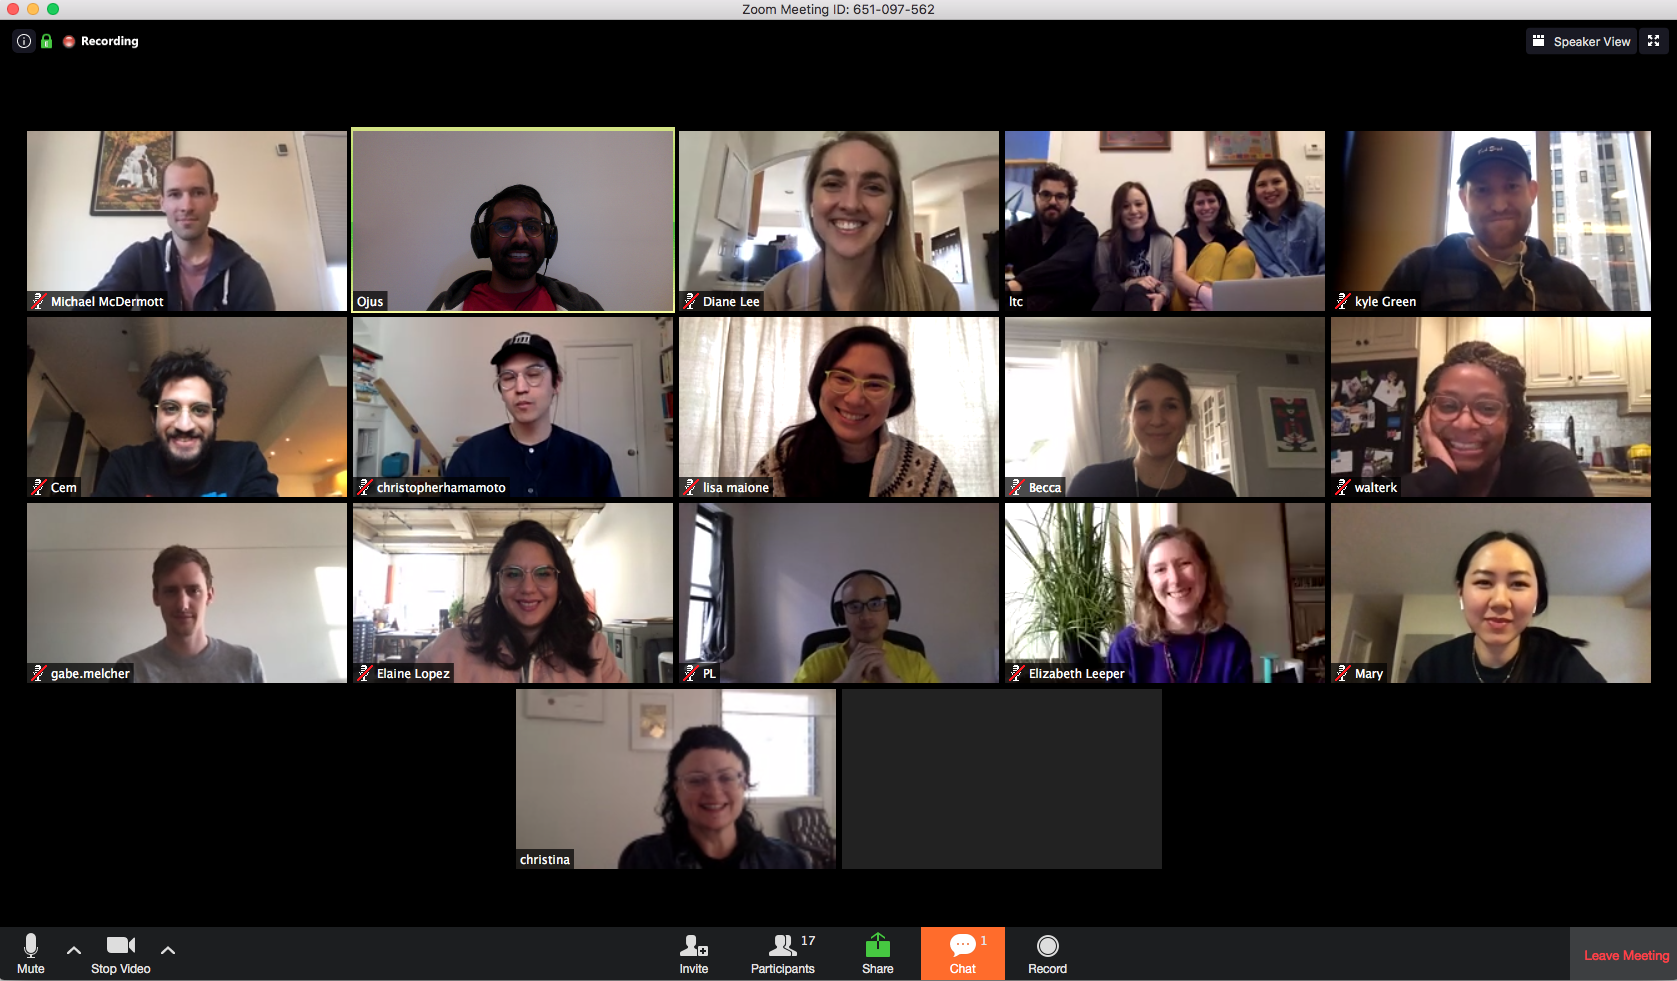 Zoom Meeting ID: 651-097-562
Recording
Speaker View
Michael McDermott
Ojus
Diane Lee
ltc
kyle Green
Cem
christopherhamamoto
lisa maione
Becca
walterk
gabe.melcher
Elaine Lopez
PL
Elizabeth Leeper
Mary
christina
Mute
Stop Video
Invite
17
Participants
Share
1
Chat
Record
Leave Meeting